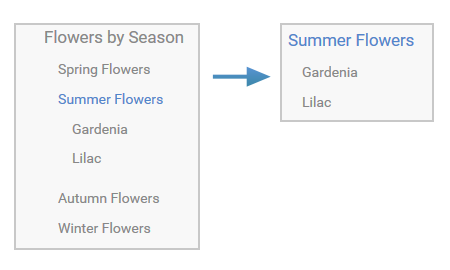 Flowers by Season
Spring Flowers
Summer Flowers
Gardenia
Lilac
Autumn Flowers
Winter Flowers
Summer Flowers
Gardenia
Lilac